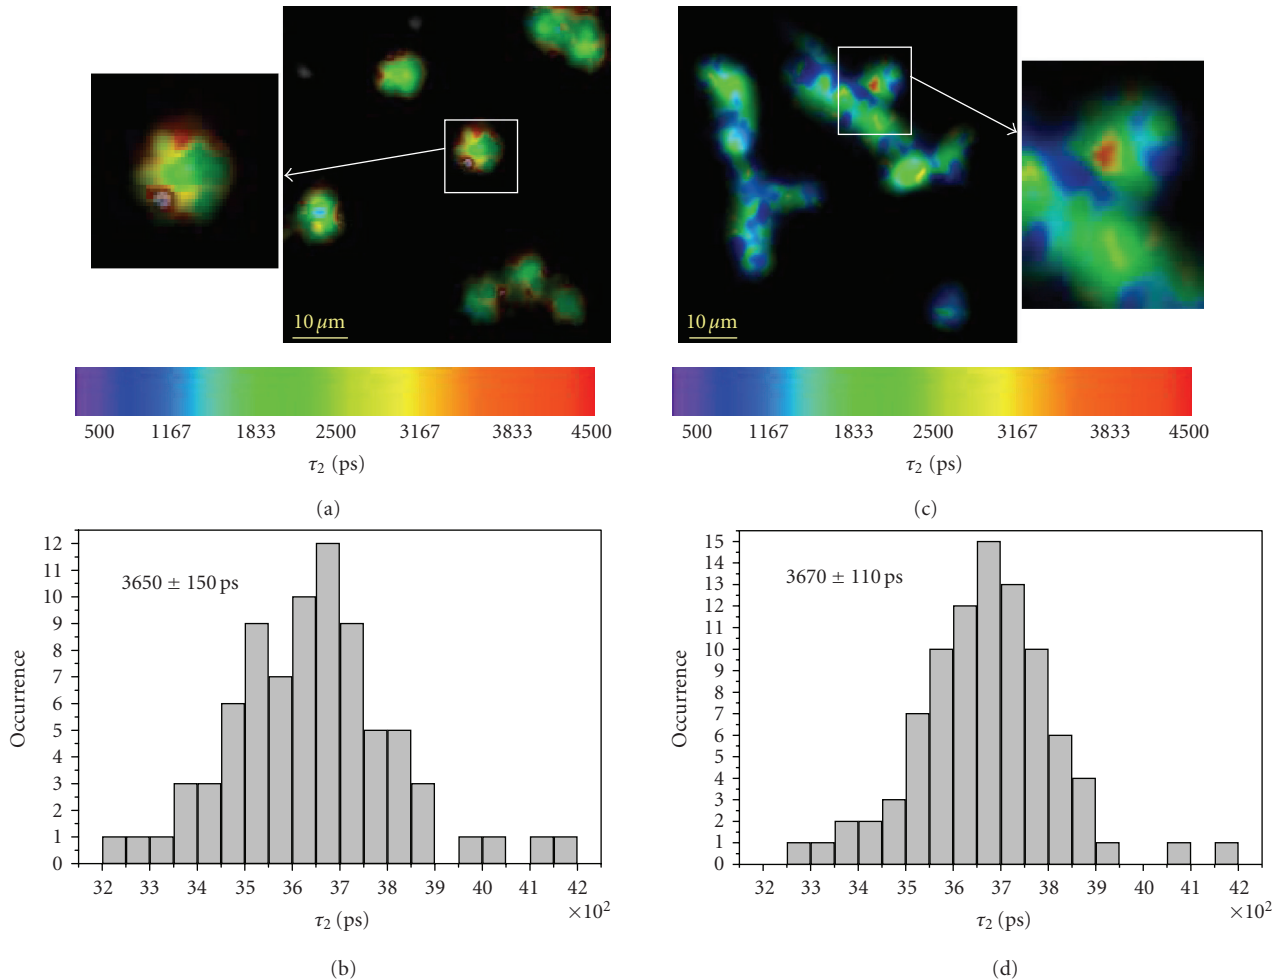 10 μm
500 1167 1833 2500 3167 3833 4500
τ2 (ps)
(a)
10 μm
500 1167 1833 2500 3167 3833 4500
τ2 (ps)
(c)
3650 ± 150 ps
Occurrence
12
11
10
9
8
7
6
5
4
3
2
1
0
32 33 34 35 36 37 38 39 40 41 42
×10²
τ2 (ps)
(b)
3670 ± 110 ps
Occurrence
15
14
13
12
11
10
9
8
7
6
5
4
3
2
1
0
32 33 34 35 36 37 38 39 40 41 42
×10²
τ2 (ps)
(d)